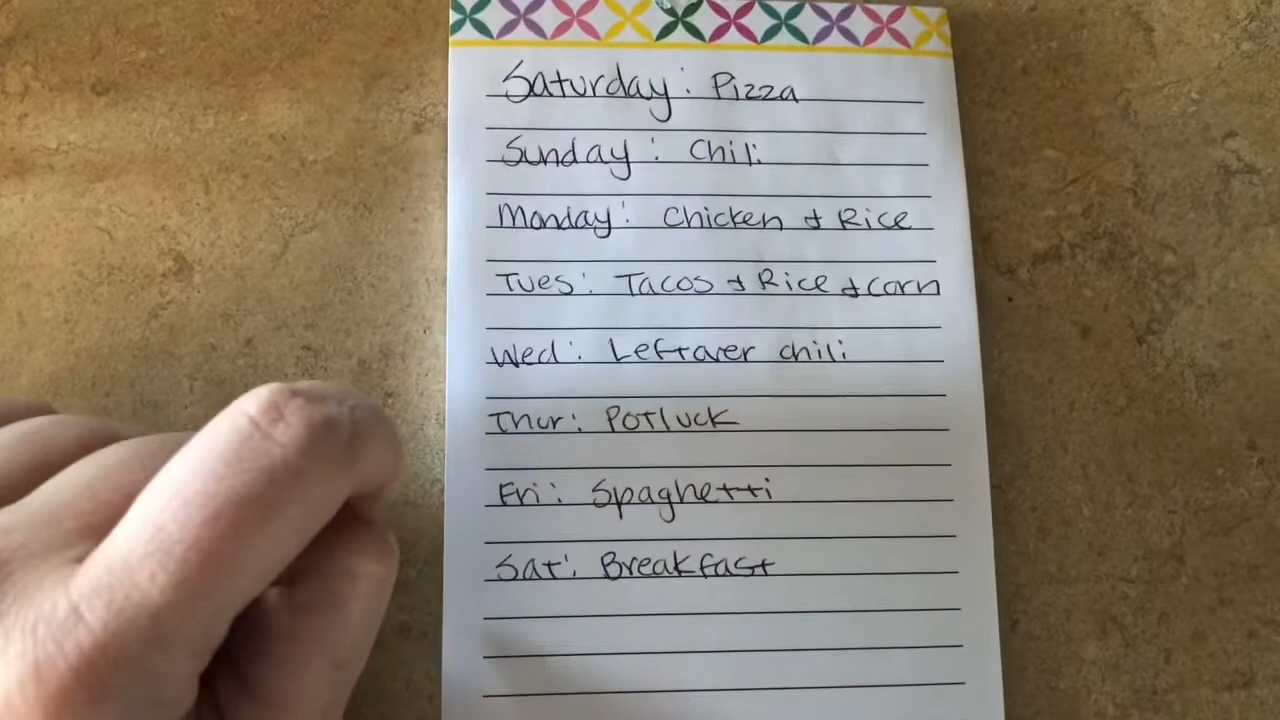 Saturday: Pizza
Sunday: Chili
Monday: Chicken & Rice
Tues: Tacos & Rice & Corn
Wed: Leftover chili
Thur: Potluck
Fri: Spaghetti
Sat: Breakfast